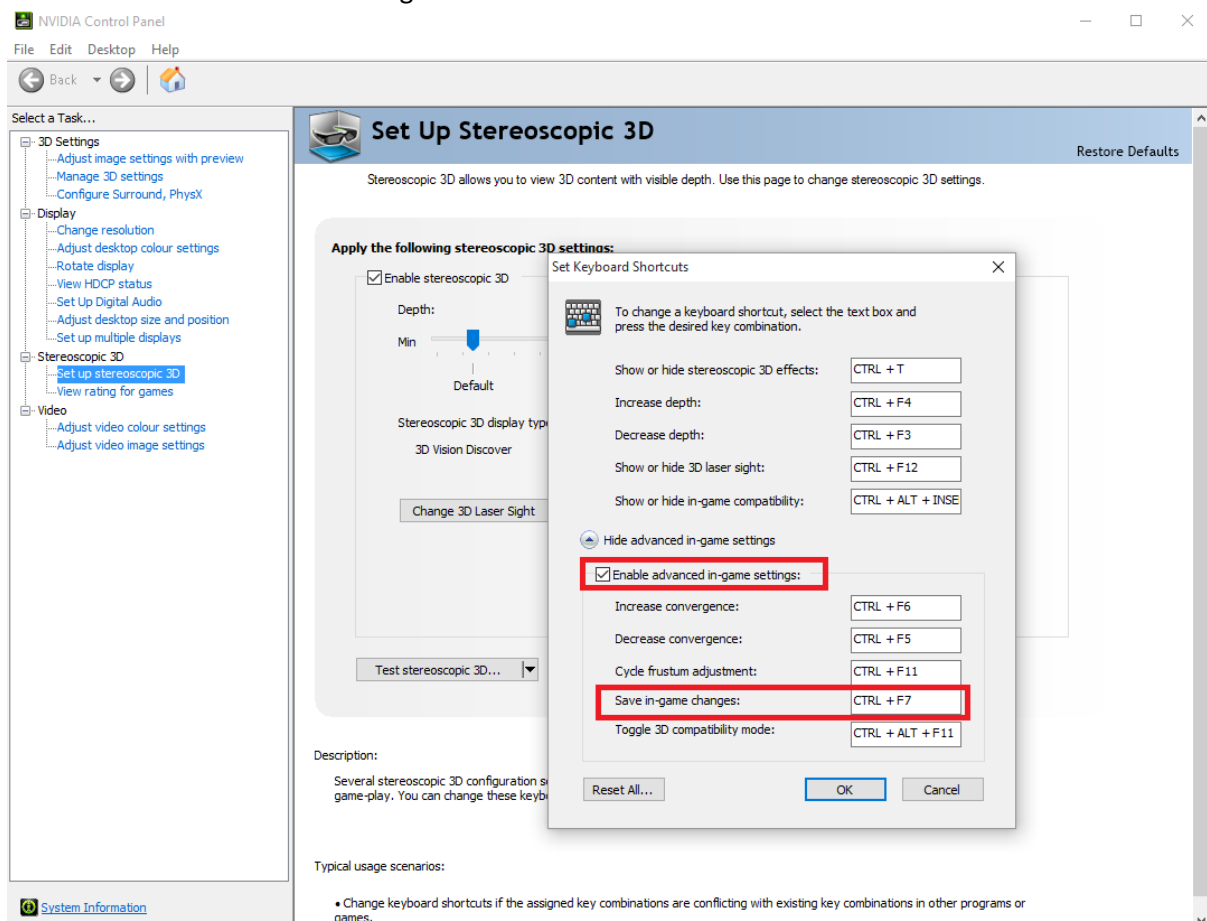 NVIDIA Control Panel
File Edit Desktop Help
Back
Select a Task...
3D Settings
Adjust image settings with preview
Manage 3D settings
Configure Surround, PhysX
Display
Change resolution
Adjust desktop colour settings
Rotate display
View HDCP status
Set Up Digital Audio
Adjust desktop size and position
Set up multiple displays
Stereoscopic 3D
Set up stereoscopic 3D
View rating for games
Video
Adjust video colour settings
Adjust video image settings
System Information
Set Up Stereoscopic 3D
Restore Defaults
Stereoscopic 3D allows you to view 3D content with visible depth. Use this page to change stereoscopic 3D settings.
Apply the following stereoscopic 3D settings:
Enable stereoscopic 3D
Depth:
Min
Default
Stereoscopic 3D display typ
3D Vision Discover
Change 3D Laser Sight
Test stereoscopic 3D...
Set Keyboard Shortcuts
To change a keyboard shortcut, select the text box and
press the desired key combination.
Show or hide stereoscopic 3D effects: CTRL + T
Increase depth: CTRL + F4
Decrease depth: CTRL + F3
Show or hide 3D laser sight: CTRL + F12
Show or hide in-game compatibility: CTRL + ALT + INSE
Hide advanced in-game settings
Enable advanced in-game settings:
Increase convergence: CTRL + F6
Decrease convergence: CTRL + F5
Cycle frustum adjustment: CTRL + F11
Save in-game changes: CTRL + F7
Toggle 3D compatibility mode: CTRL + ALT + F11
Reset All... OK Cancel
Description:
Several stereoscopic 3D configuration s
game-play. You can change these keyb
Typical usage scenarios:
• Change keyboard shortcuts if the assigned key combinations are conflicting with existing key combinations in other programs or
games.